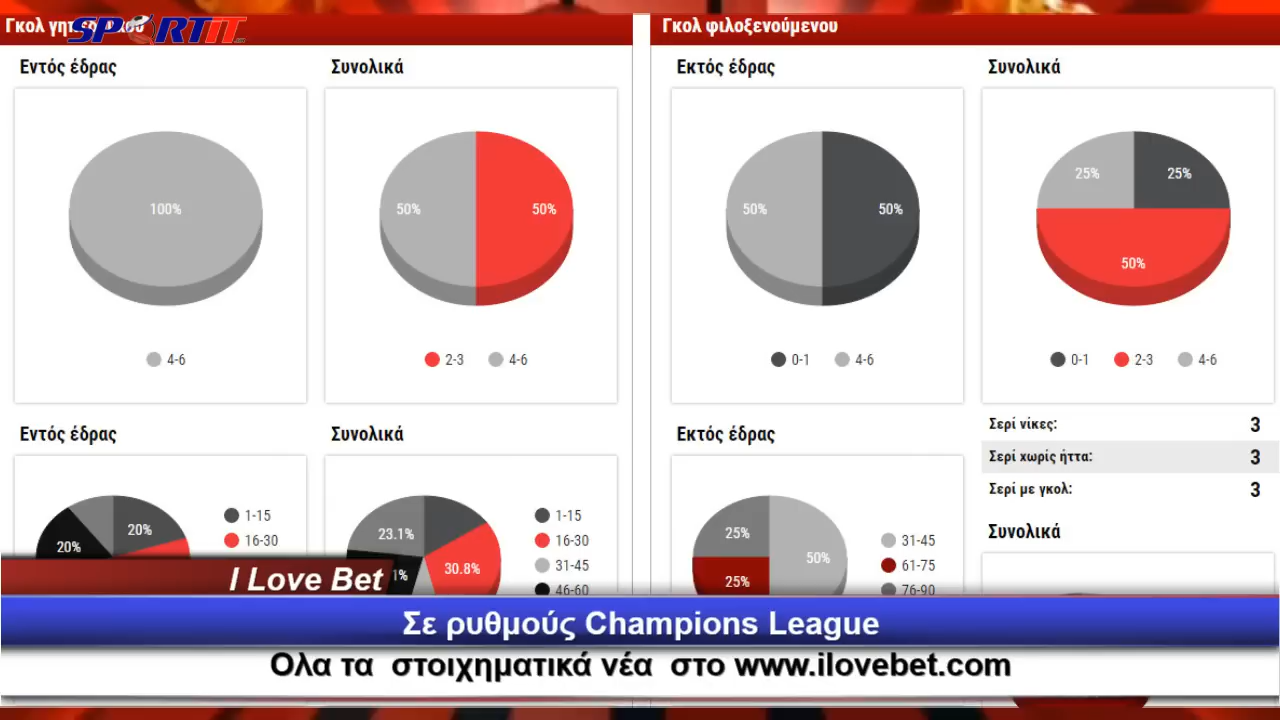 Γκολ
SPORTIT
Γκολ φιλοξενούμενου
Εντός έδρας
Συνολικά
Εκτός έδρας
Συνολικά
100%
50%
50%
50%
50%
25%
25%
50%
4-6
2-3
4-6
0-1
4-6
0-1
2-3
4-6
Σερί νίκες: 3
Σερί χωρίς ήττα: 3
Σερί με γκολ: 3
Εντός έδρας
Συνολικά
Εκτός έδρας
Συνολικά
20%
20%
1-15
16-30
23.1%
30.8%
1%
1-15
16-30
31-45
46-60
25%
50%
25%
31-45
61-75
76-90
I Love Bet
Σε ρυθμούς Champions League
Ολα τα στοιχηματικά νέα στο www.ilovebet.com